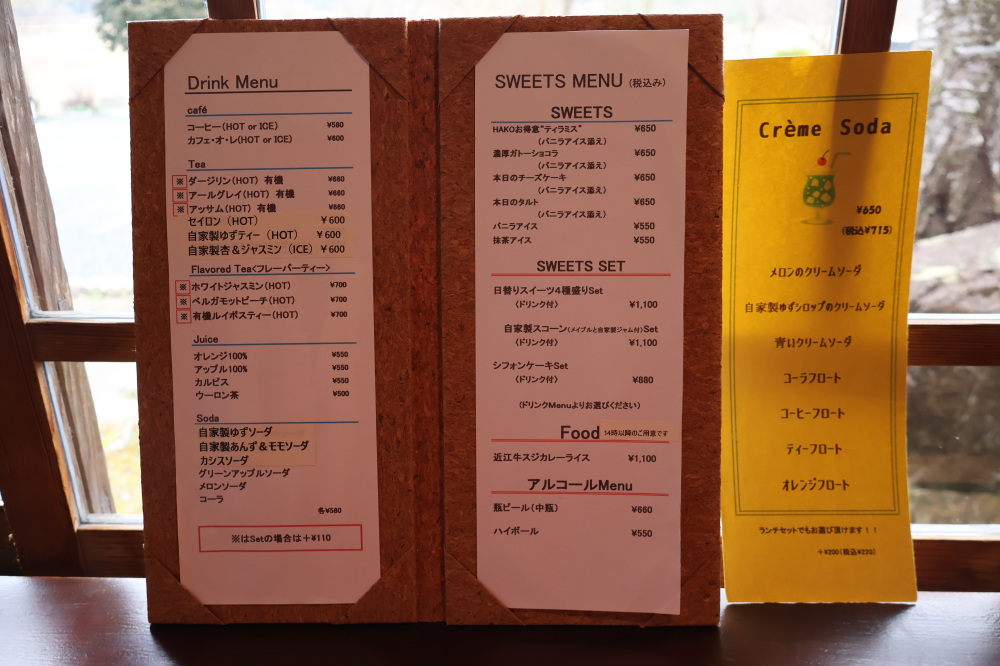 Drink Menu
café
コーヒー(HOT or ICE) ¥580
カフェ・オ・レ(HOT or ICE) ¥600
Tea
※ ダージリン(HOT) 有機 ¥660
※ アールグレイ(HOT) 有機 ¥660
※ アッサム(HOT) 有機 ¥660
セイロン (HOT) ¥600
自家製ゆずティー (HOT) ¥600
自家製杏&ジャスミン (ICE) ¥600
Flavored Tea<フレーバーティー>
※ ホワイトジャスミン(HOT) ¥700
※ ベルガモットピーチ(HOT) ¥700
※ 有機ルイボスティー(HOT) ¥700
Juice
オレンジ100% ¥550
アップル100% ¥550
カルピス ¥550
ウーロン茶 ¥500
Soda
自家製ゆずソーダ
自家製あんず&モモソーダ
カシスソーダ
グリーンアップルソーダ
メロンソーダ
コーラ
各¥580
※はSetの場合は+¥110
SWEETS MENU (税込み)
SWEETS
HAKOお得意"ティラミス" ¥650
(バニラアイス添え)
濃厚ガトーショコラ ¥650
(バニラアイス添え)
本日のチーズケーキ ¥650
(バニラアイス添え)
本日のタルト ¥650
(バニラアイス添え)
バニラアイス ¥550
抹茶アイス ¥550
SWEETS SET
日替りスイーツ4種盛りSet
(ドリンク付) ¥1,100
自家製スコーン(メイプルと自家製ジャム付)Set
(ドリンク付) ¥1,100
シフォンケーキSet
(ドリンク付) ¥880
(ドリンクMenuよりお選びください)
Food 14時以降のご用意です
近江牛スジカレーライス ¥1,100
アルコールMenu
瓶ビール(中瓶) ¥660
ハイボール ¥550
Crème Soda
¥650
(税込¥715)
メロンのクリームソーダ
自家製ゆずシロップのクリームソーダ
青いクリームソーダ
コーラフロート
コーヒーフロート
ティーフロート
オレンジフロート
ランチセットでもお選び頂けます!!
+¥200(税込¥220)